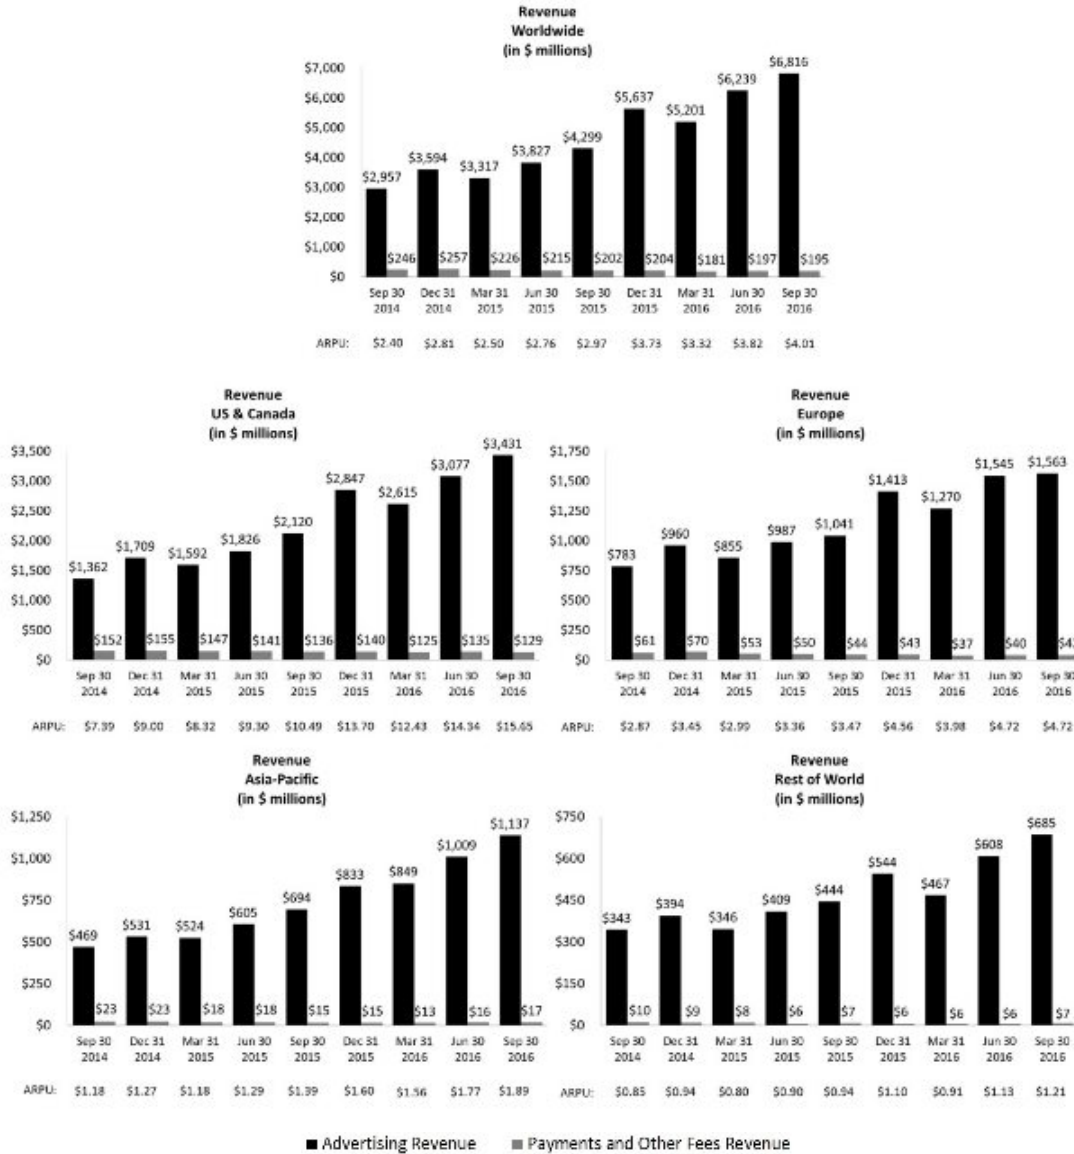 Revenue
Worldwide
(in $ millions)
$7,000
$6,000
$5,000
$4,000
$3,000
$2,000
$1,000
$0
$2,957 $3,594 $3,317 $3,827 $4,299 $5,637 $5,201 $6,239 $6,816
$246 $257 $226 $215 $202 $204 $181 $197 $195
Sep 30 Dec 31 Mar 31 Jun 30 Sep 30 Dec 31 Mar 31 Jun 30 Sep 30
2014 2014 2015 2015 2015 2015 2016 2016 2016
ARPU: $2.40 $2.81 $2.50 $2.76 $2.97 $3.73 $3.32 $3.82 $4.01
Revenue
US & Canada
(in $ millions)
$3,500
$3,000
$2,500
$2,000
$1,500
$1,000
$500
$0
$1,362 $1,709 $1,592 $1,826 $2,120 $2,847 $2,615 $3,077 $3,431
$152 $155 $147 $141 $136 $140 $125 $135 $129
Sep 30 Dec 31 Mar 31 Jun 30 Sep 30 Dec 31 Mar 31 Jun 30 Sep 30
2014 2014 2015 2015 2015 2015 2016 2016 2016
ARPU: $7.39 $9.00 $8.32 $9.30 $10.49 $13.70 $12.43 $14.34 $15.65
Revenue
Europe
(in $ millions)
$1,750
$1,500
$1,250
$1,000
$750
$500
$250
$0
$783 $960 $855 $987 $1,041 $1,413 $1,270 $1,545 $1,563
$61 $70 $53 $50 $44 $43 $37 $40
Sep 30 Dec 31 Mar 31 Jun 30 Sep 30 Dec 31 Mar 31 Jun 30 Sep 30
2014 2014 2015 2015 2015 2015 2016 2016 2016
ARPU: $2.87 $3.45 $2.99 $3.36 $3.47 $4.56 $3.98 $4.72 $4.72
Revenue
Asia-Pacific
(in $ millions)
$1,250
$1,000
$750
$500
$250
$0
$469 $531 $524 $605 $694 $833 $849 $1,009 $1,137
$23 $23 $18 $18 $15 $15 $13 $16 $17
Sep 30 Dec 31 Mar 31 Jun 30 Sep 30 Dec 31 Mar 31 Jun 30 Sep 30
2014 2014 2015 2015 2015 2015 2016 2016 2016
ARPU: $1.18 $1.27 $1.18 $1.29 $1.39 $1.60 $1.56 $1.77 $1.89
Revenue
Rest of World
(in $ millions)
$750
$600
$450
$300
$150
$0
$343 $394 $346 $409 $444 $544 $467 $608 $685
$10 $9 $8 $6 $7 $6 $6 $6 $7
Sep 30 Dec 31 Mar 31 Jun 30 Sep 30 Dec 31 Mar 31 Jun 30 Sep 30
2014 2014 2015 2015 2015 2015 2016 2016 2016
ARPU: $0.85 $0.94 $0.80 $0.90 $0.94 $1.10 $0.91 $1.13 $1.21
Advertising Revenue Payments and Other Fees Revenue